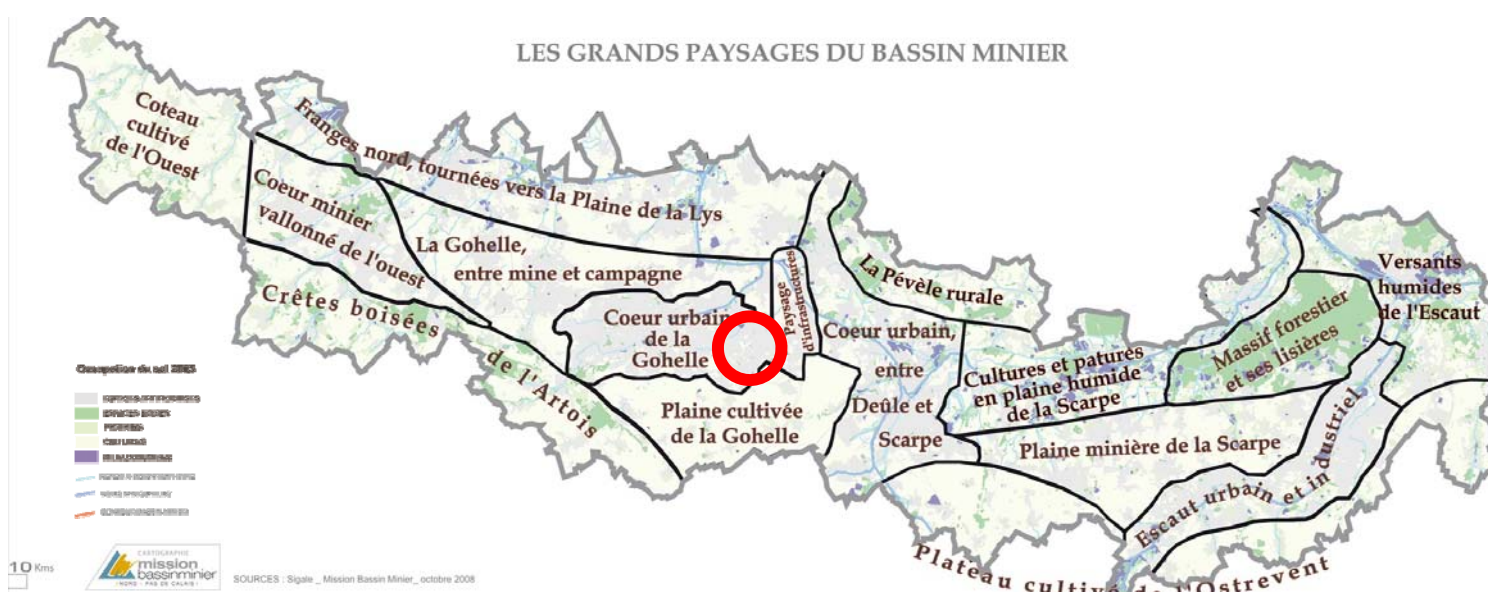 LES GRANDS PAYSAGES DU BASSIN MINIER
Coteau
cultivé
de l'Ouest
Franges nord, tournées vers la Plaine de la Lys
Coeur minier
vallonné de l'ouest
La Gohelle,
entre mine et campagne
Crêtes boisées
de l'Artois
Coeur urbain
de la
Gohelle
Paysage
d'infrastructures
Plaine cultivée
de la Gohelle
La Pévèle rurale
Coeur urbain,
entre
Deûle et
Scarpe
Cultures et patures
en plaine humide
de la Scarpe
Massif forestier
et ses lisières
Versants
humides
de l'Escaut
Plaine minière de la Scarpe
Escaut urbain et industriel
Plateau cultivé de l'Ostrevent
Occupation du sol
10 Kms
CARTOGRAPHIE
mission
bassinminier
NORD - PAS DE CALAIS
SOURCES : Sigale _ Mission Bassin Minier_ octobre 2008